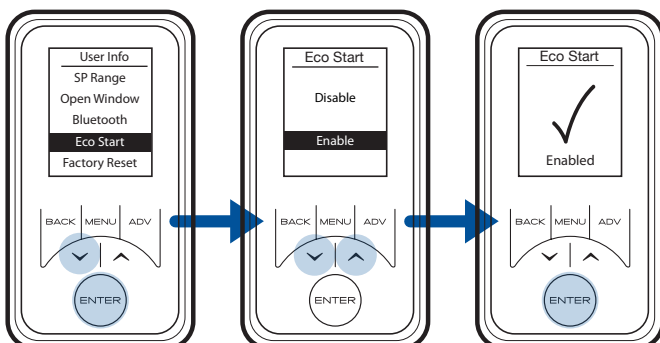 User Info
SP Range
Open Window
Bluetooth
Eco Start
Factory Reset
BACK MENU ADV
ENTER
Eco Start
Disable
Enable
BACK MENU ADV
ENTER
Eco Start
Enabled
BACK MENU ADV
ENTER